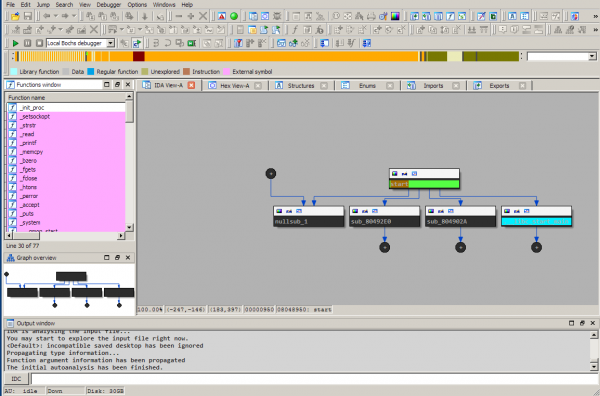 File Edit Jump Search View Debugger Options Windows Help
Local Bochs debugger
Library function Data Regular function Unexplored Instruction External symbol
Functions window
IDA View-A Hex View-A Structures Enums Imports Exports
Function name
_init_proc
_setsockopt
_strstr
_read
_printf
_memcpy
_bzero
_fgets
_fclose
_htons
_perror
_accept
_puts
_system
__gmon_start__
Line 30 of 77
Graph overview
start
nullsub_1 sub_80492E0 sub_804902A
100.00% (-247,-146) (183,397) 00000950 08048950: start
Output window
IDA is analysing the input file...
You may start to explore the input file right now.
<Default>: incompatible saved desktop has been ignored
Propagating type information...
Function argument information has been propagated
The initial autoanalysis has been finished.
IDC
AU: idle Down Disk: 30GB